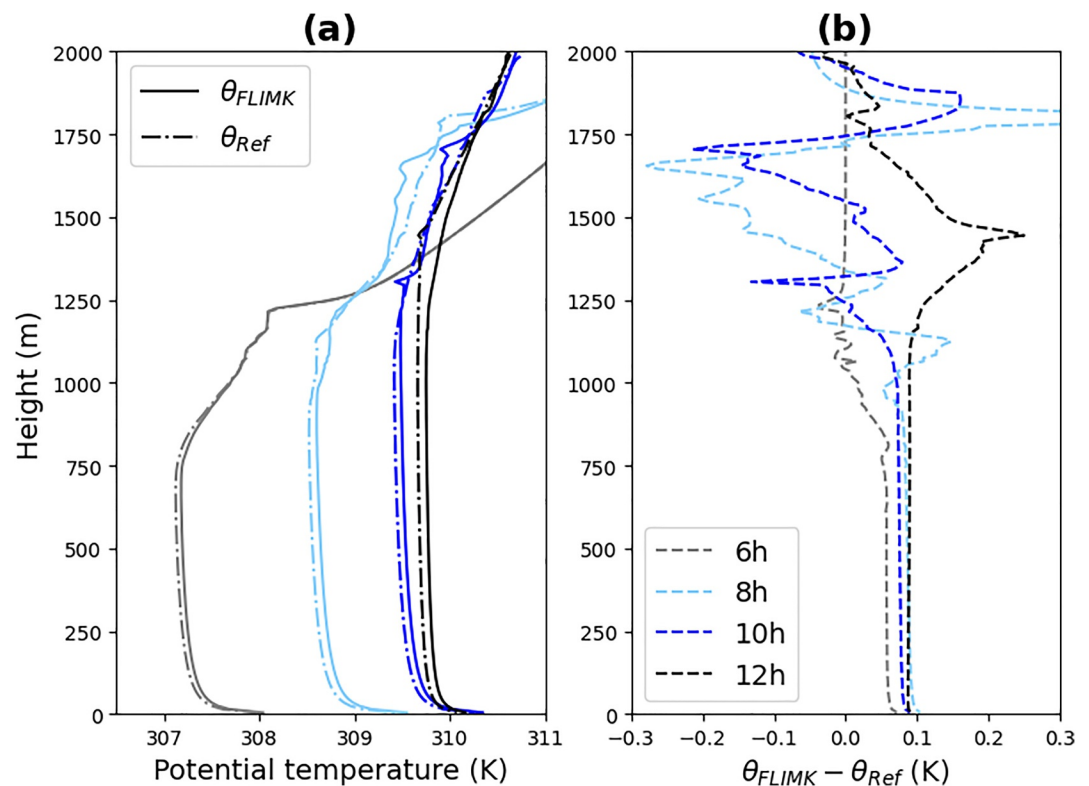 (a)
(b)
2000
1750
1500
1250
1000
750
500
250
0
Height (m)
θFLIMK
θRef
307
308
309
310
311
Potential temperature (K)
2000
1750
1500
1250
1000
750
500
250
0
6h
8h
10h
12h
−0.3
−0.2
−0.1
0.0
0.1
0.2
0.3
θFLIMK − θRef (K)